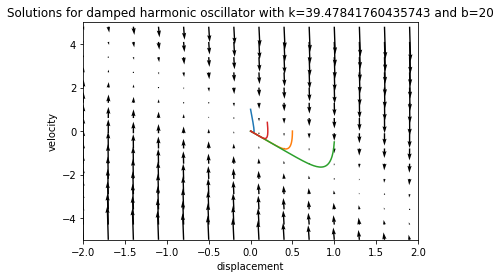 Solutions for damped harmonic oscillator with k=39.47841760435743 and b=20
4
2
0
−2
−4
velocity
−2.0 −1.5 −1.0 −0.5 0.0 0.5 1.0 1.5 2.0
displacement